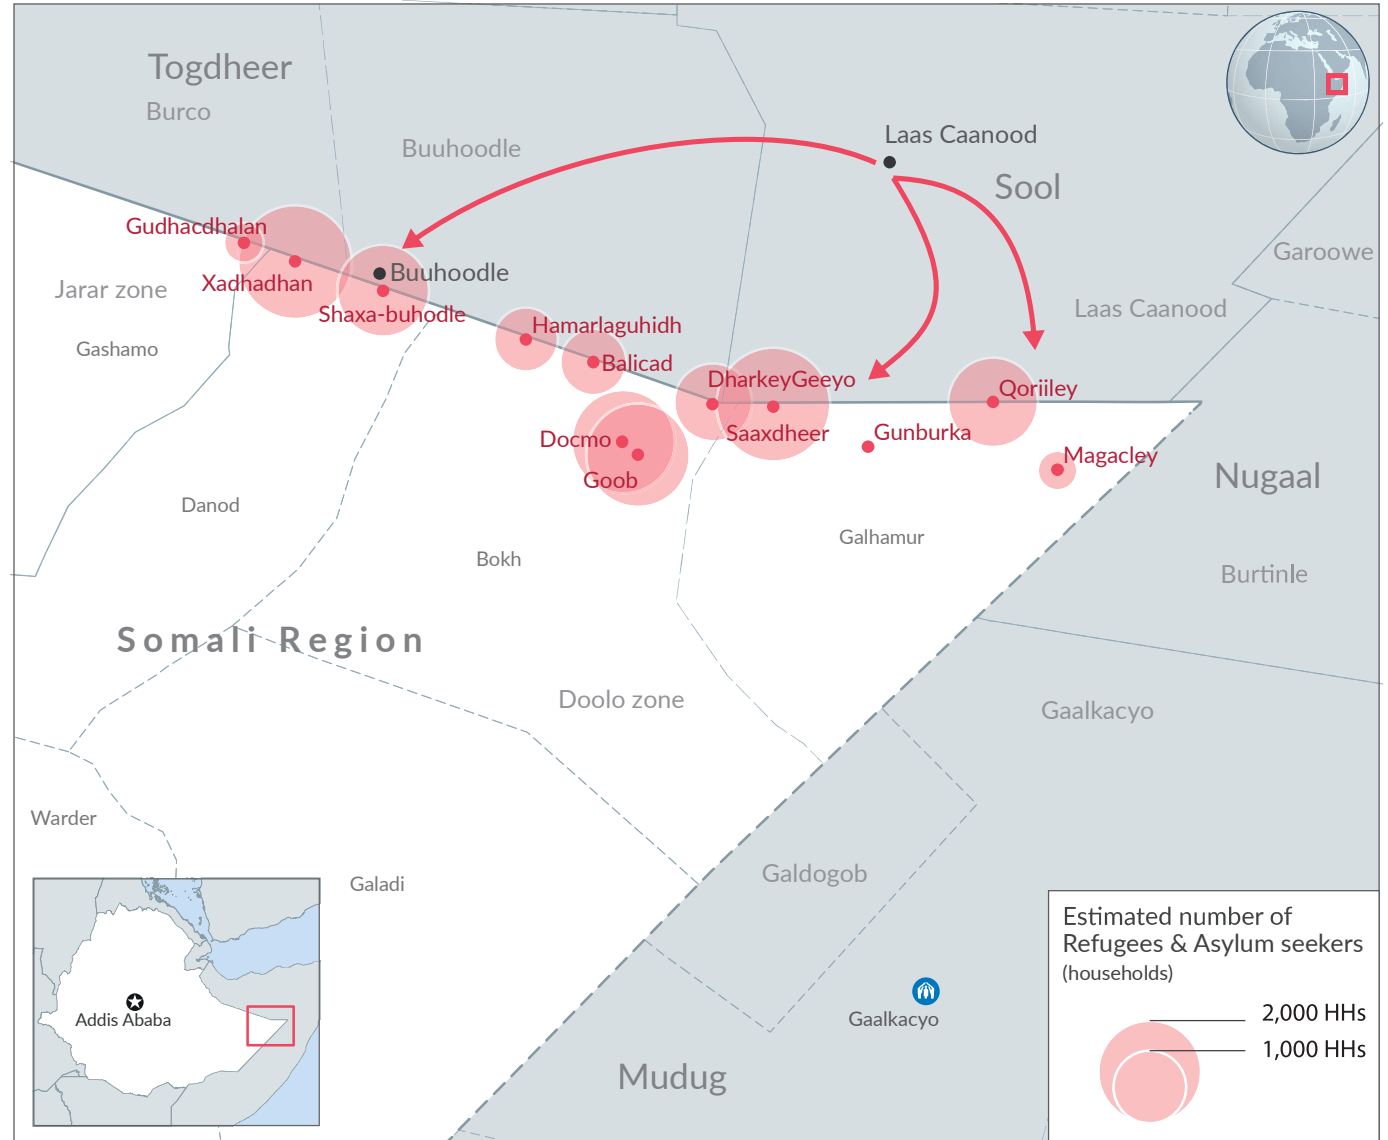 Togdheer
Burco
Buuhoodle
Laas Caanood
Sool
Gudhacdhalan
Garoowe
Buuhoodle
Xadhadhan
Jarar zone
Laas Caanood
Shaxa-buhodle
Hamarlaguhidh
Gashamo
Balicad
DharkeyGeeyo
Qoriiley
Saaxdheer
Gunburka
Docmo
Magacley
Goob
Nugaal
Danod
Galhamur
Bokh
Burtinle
Somali Region
Doolo zone
Gaalkacyo
Warder
Galdogob
Galadi
Estimated number of
Refugees & Asylum seekers
(households)
2,000 HHs
1,000 HHs
Addis Ababa
Gaalkacyo
Mudug